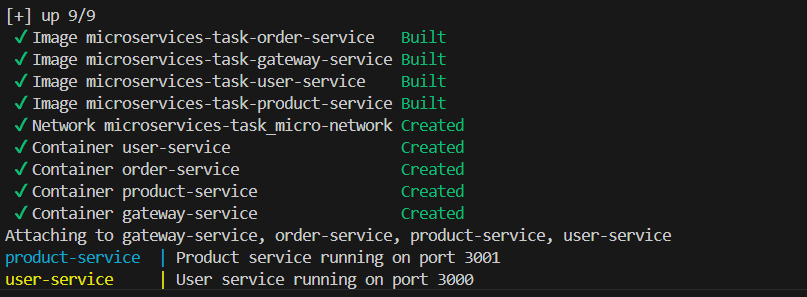 [+] up 9/9
✓ Image microservices-task-order-service Built
✓ Image microservices-task-gateway-service Built
✓ Image microservices-task-user-service Built
✓ Image microservices-task-product-service Built
✓ Network microservices-task_micro-network Created
✓ Container user-service Created
✓ Container order-service Created
✓ Container product-service Created
✓ Container gateway-service Created
Attaching to gateway-service, order-service, product-service, user-service
product-service | Product service running on port 3001
user-service | User service running on port 3000